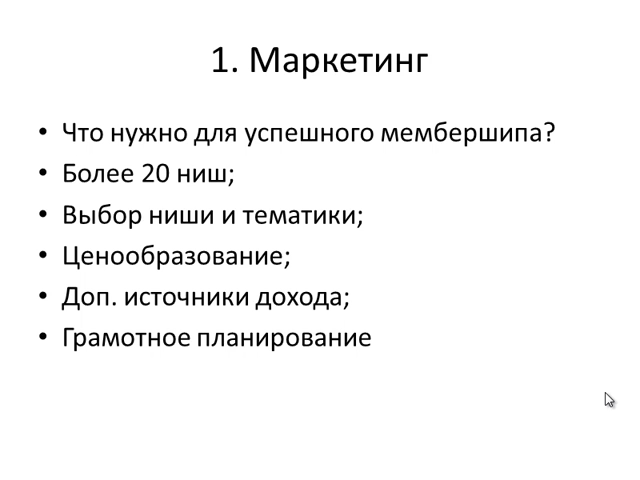 1. Маркетинг
• Что нужно для успешного мембершипа?
• Более 20 ниш;
• Выбор ниши и тематики;
• Ценообразование;
• Доп. источники дохода;
• Грамотное планирование